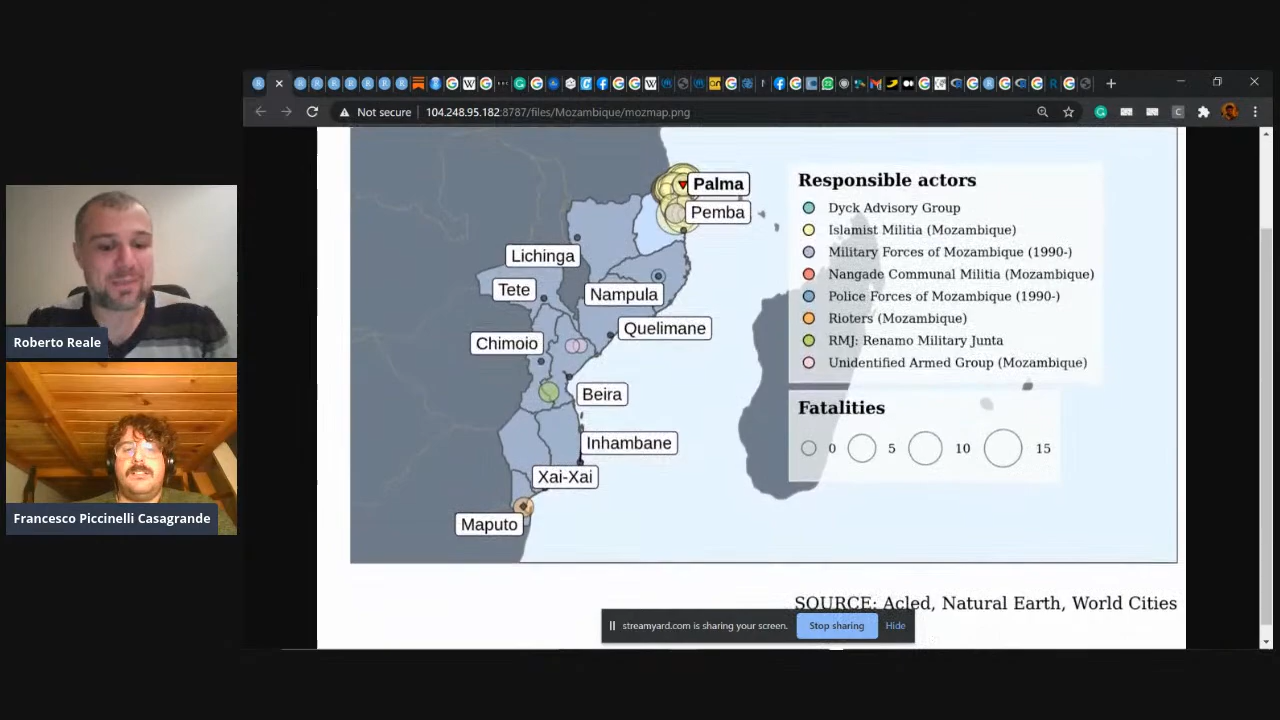 Not secure
104.248.95.182:8787/files/Mozambique/mozmap.png
Palma
Pemba
Lichinga
Tete
Nampula
Quelimane
Chimoio
Beira
Inhambane
Xai-Xai
Maputo
Responsible actors
Dyck Advisory Group
Islamist Militia (Mozambique)
Military Forces of Mozambique (1990-)
Nangade Communal Militia (Mozambique)
Police Forces of Mozambique (1990-)
Rioters (Mozambique)
RMJ: Renamo Military Junta
Unidentified Armed Group (Mozambique)
Fatalities
0 5 10 15
SOURCE: Acled, Natural Earth, World Cities
streamyard.com is sharing your screen. Stop sharing Hide
Roberto Reale
Francesco Piccinelli Casagrande